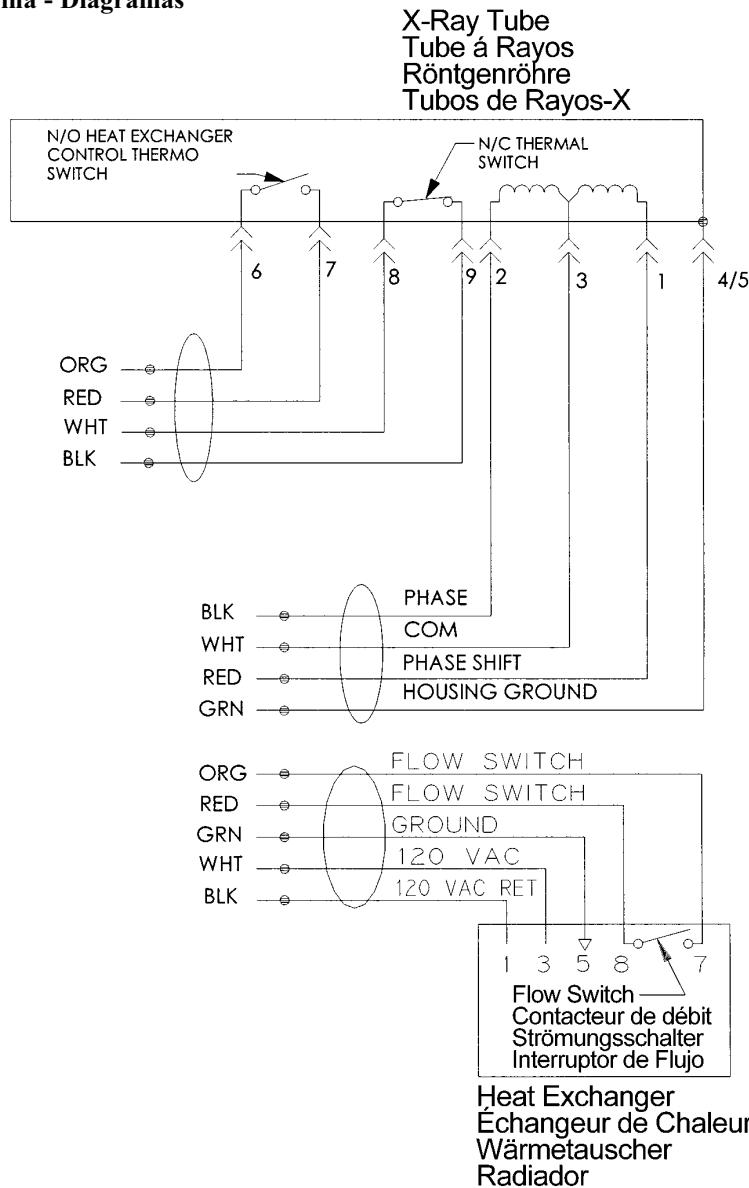 - Diagramas
X-Ray Tube
Tube á Rayos
Röntgenröhre
Tubos de Rayos-X
N/O HEAT EXCHANGER
CONTROL THERMO
SWITCH
N/C THERMAL
SWITCH
6 7 8 9 2 3 1 4/5
ORG
RED
WHT
BLK
BLK PHASE
WHT COM
RED PHASE SHIFT
GRN HOUSING GROUND
ORG FLOW SWITCH
RED FLOW SWITCH
GRN GROUND
WHT 120 VAC
BLK 120 VAC RET
1 3 5 8 7
Flow Switch
Contacteur de débit
Strömungsschalter
Interruptor de Flujo
Heat Exchanger
Échangeur de Chaleur
Wärmetauscher
Radiador